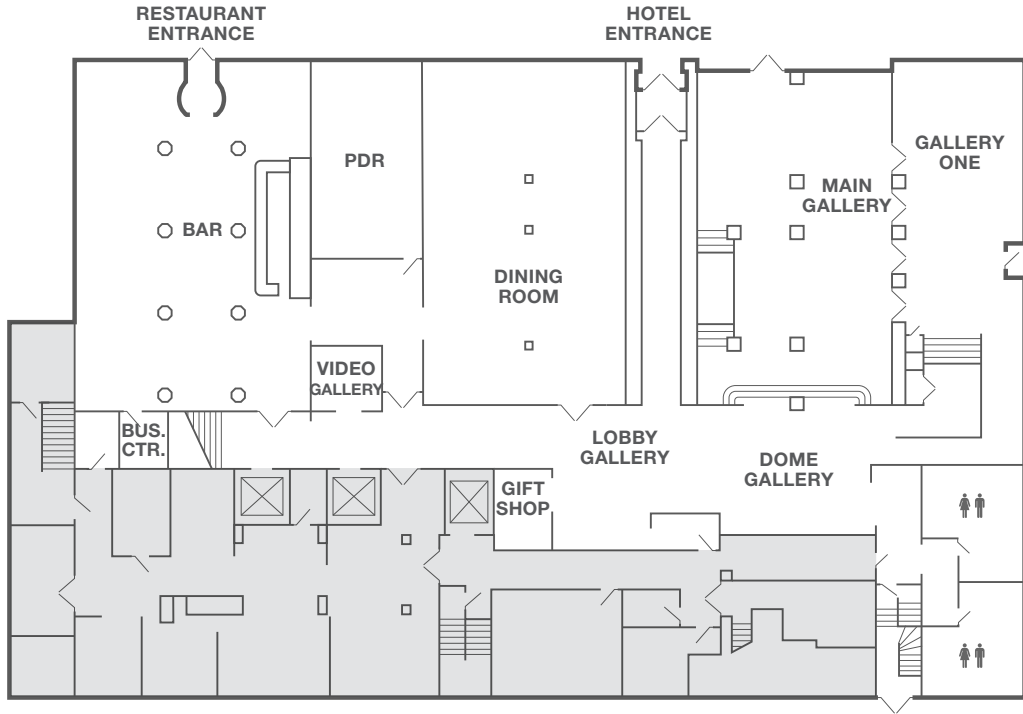 RESTAURANT
ENTRANCE
HOTEL
ENTRANCE
PDR
GALLERY
ONE
MAIN
GALLERY
BAR
DINING
ROOM
VIDEO
GALLERY
BUS.
CTR.
LOBBY
GALLERY
DOME
GALLERY
GIFT
SHOP